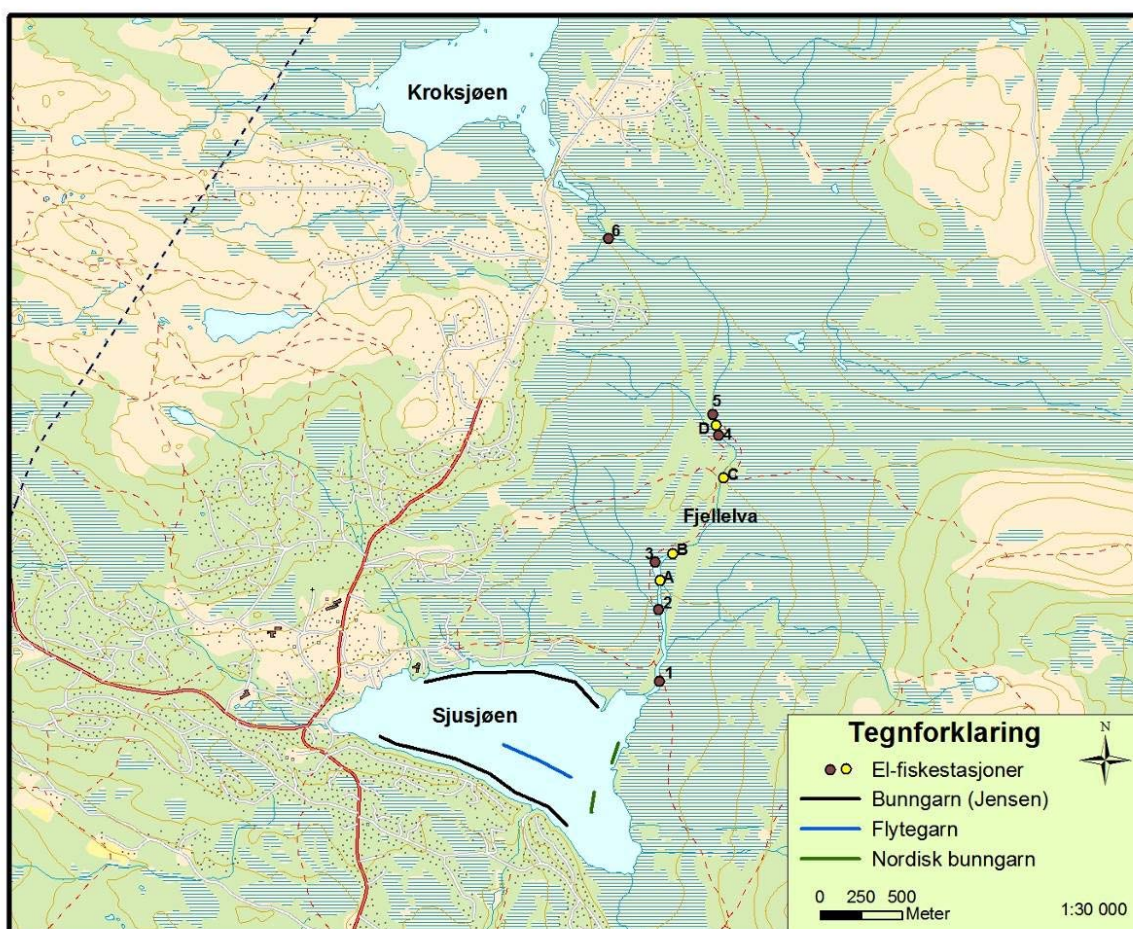 Kroksjøen
6
5
D
4
C
Fjellelva
B
3
A
2
1
Sjusjøen
Tegnforklaring
N
El-fiskestasjoner
Bunngarn (Jensen)
Flytegarn
Nordisk bunngarn
0 250 500
Meter
1:30 000